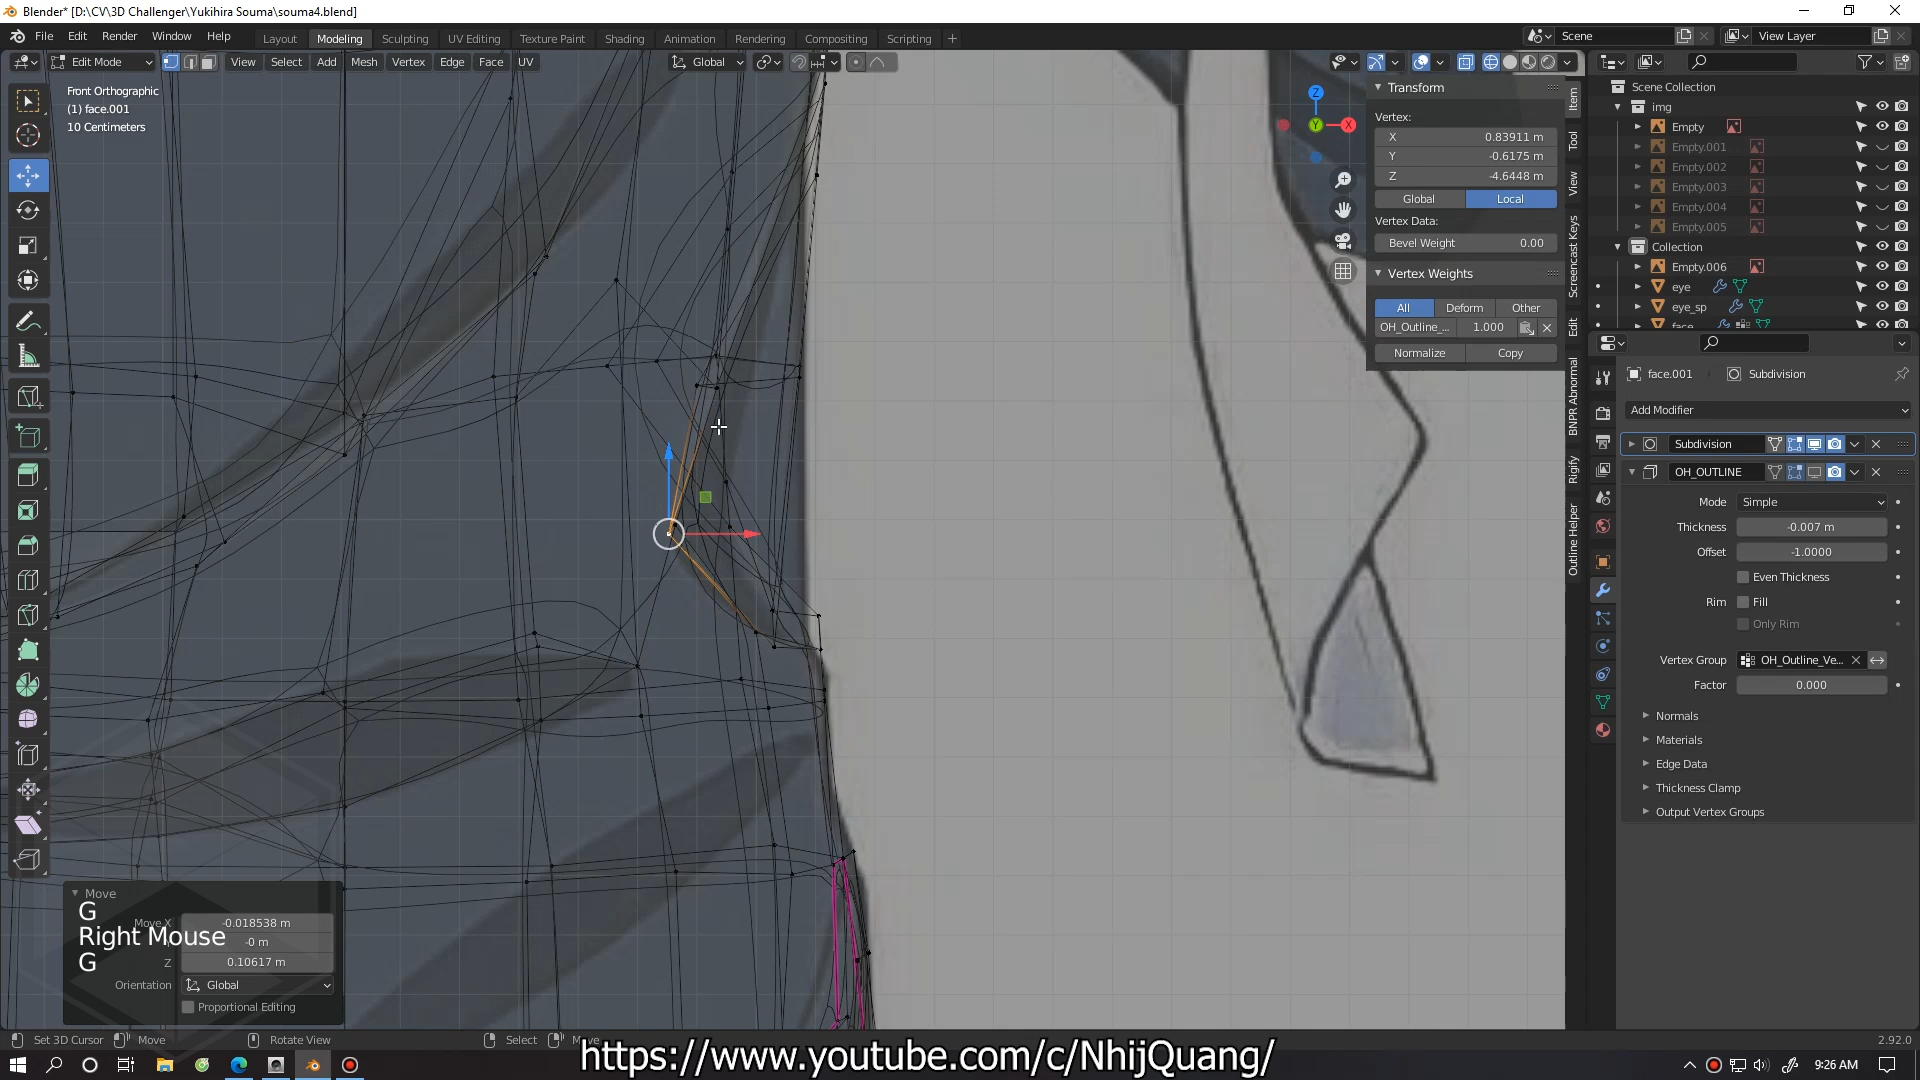 Blender* [D:\CV\3D Challenger\Yukihira Souma\souma4.blend]
File Edit Render Window Help Layout Modeling Sculpting UV Editing Texture Paint Shading Animation Rendering Compositing Scripting + Scene View Layer
Edit Mode View Select Add Mesh Vertex Edge Face UV Global
Front Orthographic
(1) face.001
10 Centimeters
Z
Y
X
Transform
Vertex:
X 0.83911 m
Y -0.6175 m
Z -4.6448 m
Global Local
Vertex Data:
Bevel Weight 0.00
Vertex Weights
All Deform Other
OH_Outline_... 1.000
Normalize Copy
Item
Tool
View
Screencast Keys
Edit
BNPR Abnormal
Rigify
Outline Helper
Scene Collection
img
Empty
Empty.001
Empty.002
Empty.003
Empty.004
Empty.005
Collection
Empty.006
eye
eye_sp
face
face.001 Subdivision
Add Modifier
Subdivision
OH_OUTLINE
Mode Simple
Thickness -0.007 m
Offset -1.0000
Even Thickness
Rim Fill
Only Rim
Vertex Group OH_Outline_Ve...
Factor 0.000
Normals
Materials
Edge Data
Thickness Clamp
Output Vertex Groups
Move
G
Move X -0.018538 m
Right Mouse -0 m
G
Z 0.10617 m
Orientation Global
Proportional Editing
Set 3D Cursor Move Rotate View Select Move 2.92.0
https://www.youtube.com/c/NhijQuang/
9:26 AM